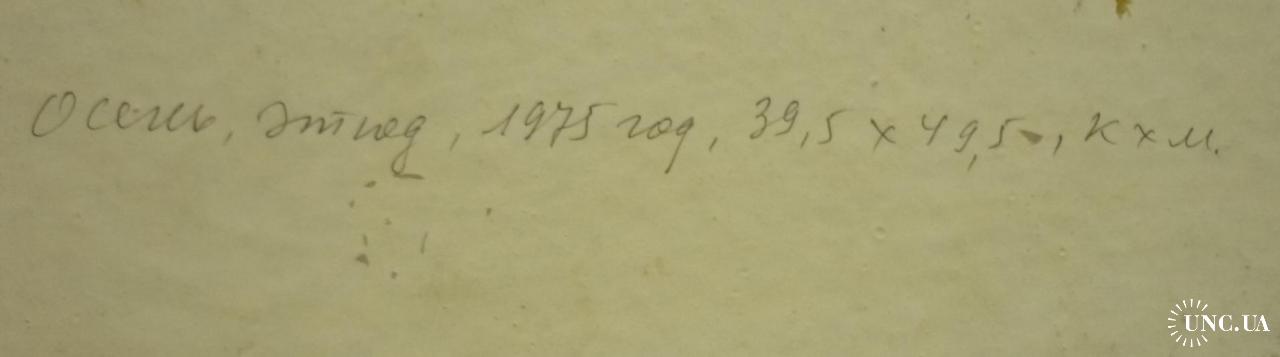 Осень, этюд, 1975 год, 39,5 х 49,5, к х м.
UNC.UA